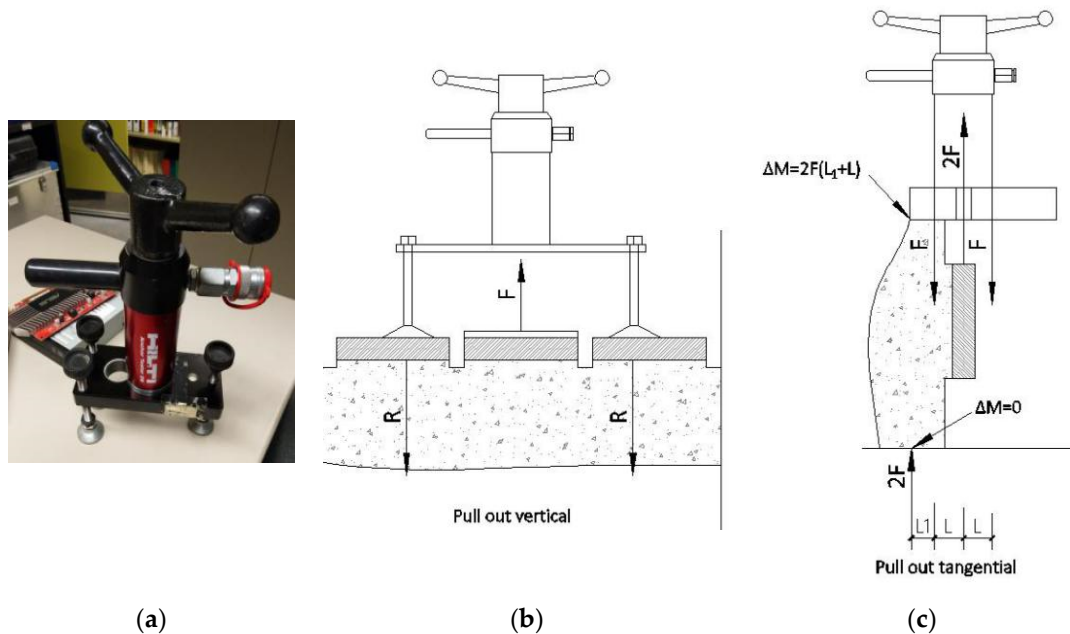 HILTI
F
R
R
Pull out vertical
2F
ΔM=2F(L₁+L)
F
F
ΔM=0
2F
L1
L
L
Pull out tangential
(a)
(b)
(c)